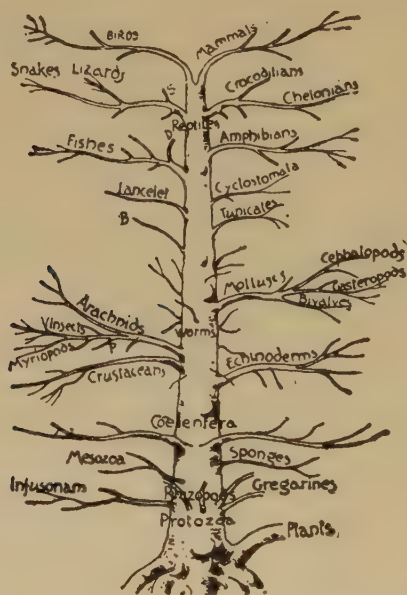 BIRDS
Mammals
Snakes Lizards
Crocodilians
S
Chelonians
Reptiles
D
Fishes
Amphibians
Lancelet
Cyclostomata
B
Tunicates
Cephalopods
Molluscs
Gasteropods
Bivalves
Arachnids
Worms
Insects
Myriopods
P
Echinoderms
Crustaceans
Coelentera
Mesozoa
Sponges
Infusorians
Rhizopods
Gregarines
Protozoa
Plants